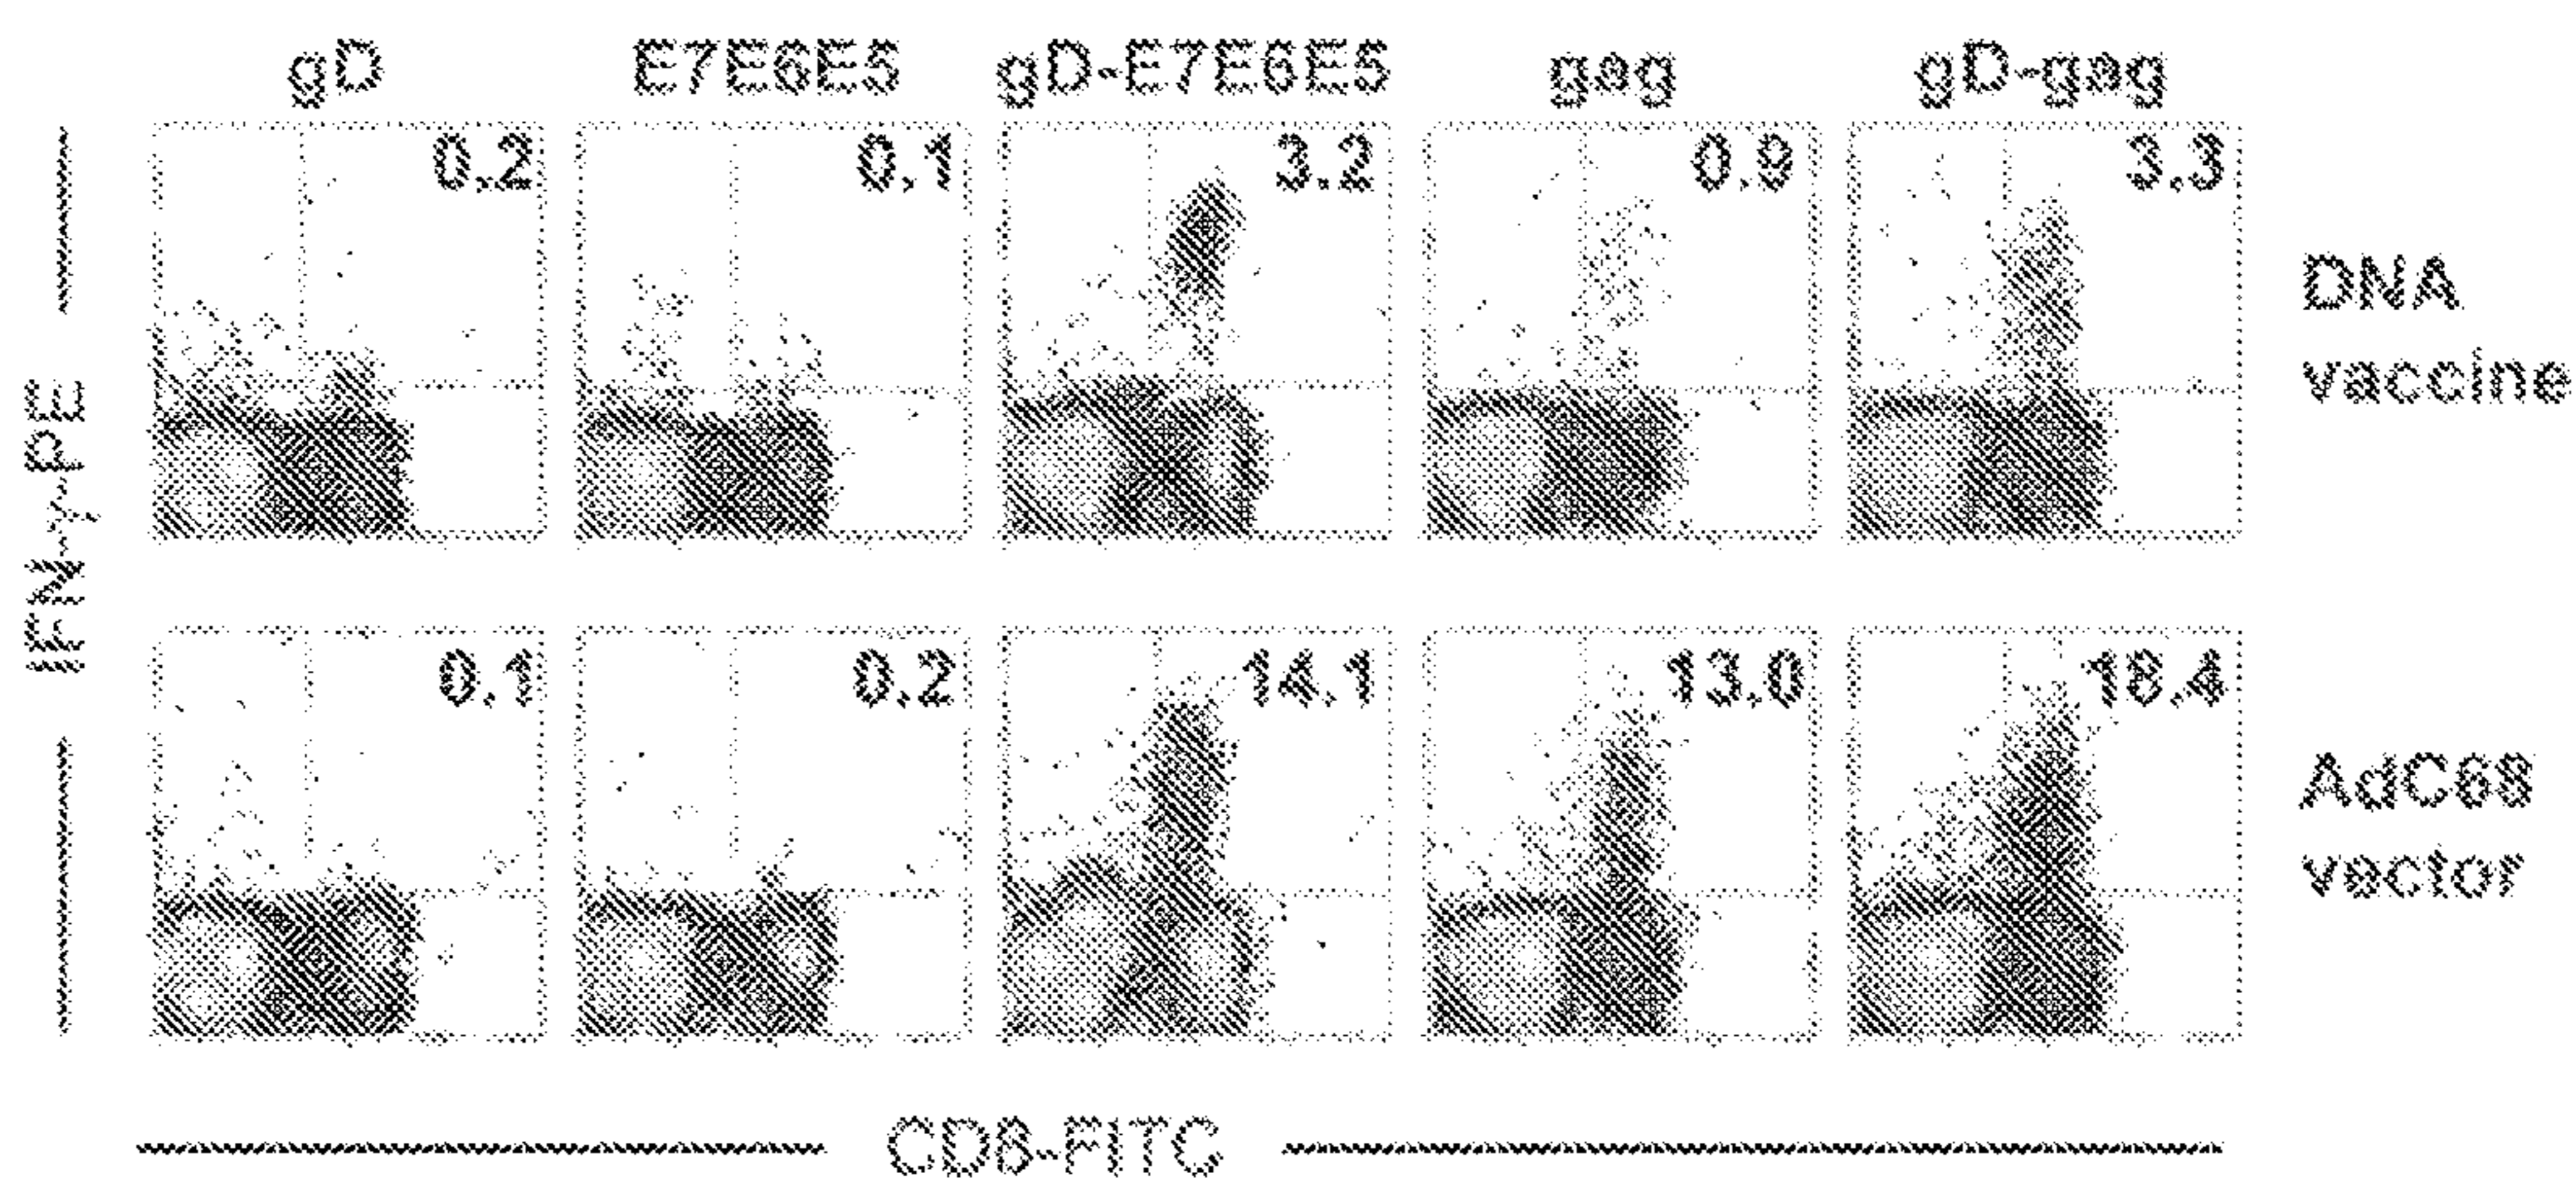 gD E7E6E5 gD-E7E6E5 gag gD-gag
0.2 0.1 3.2 0.9 3.3
DNA
vaccine
IFN-γ-PE
0.1 0.2 14.1 13.0 18.4
AdC68
vector
CD8-FITC